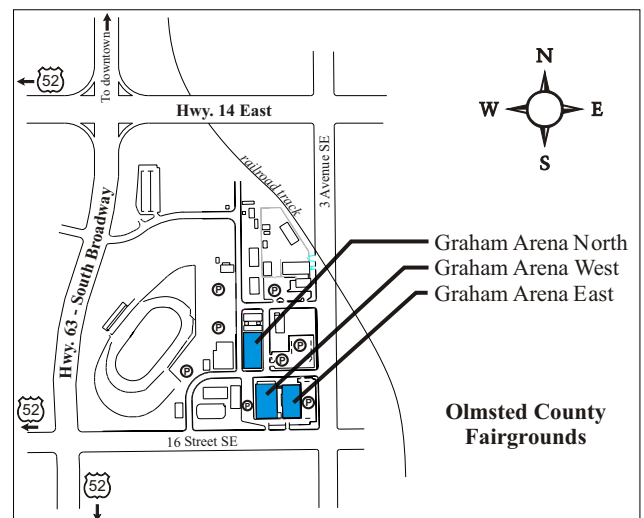 To downtown
52
N
W E
S
Hwy. 14 East
railroad track
3 Avenue SE
Hwy. 63 - South Broadway
Graham Arena North
Graham Arena West
Graham Arena East
P
P
P
P
P
P
P
P
Olmsted County
Fairgrounds
52
16 Street SE
52